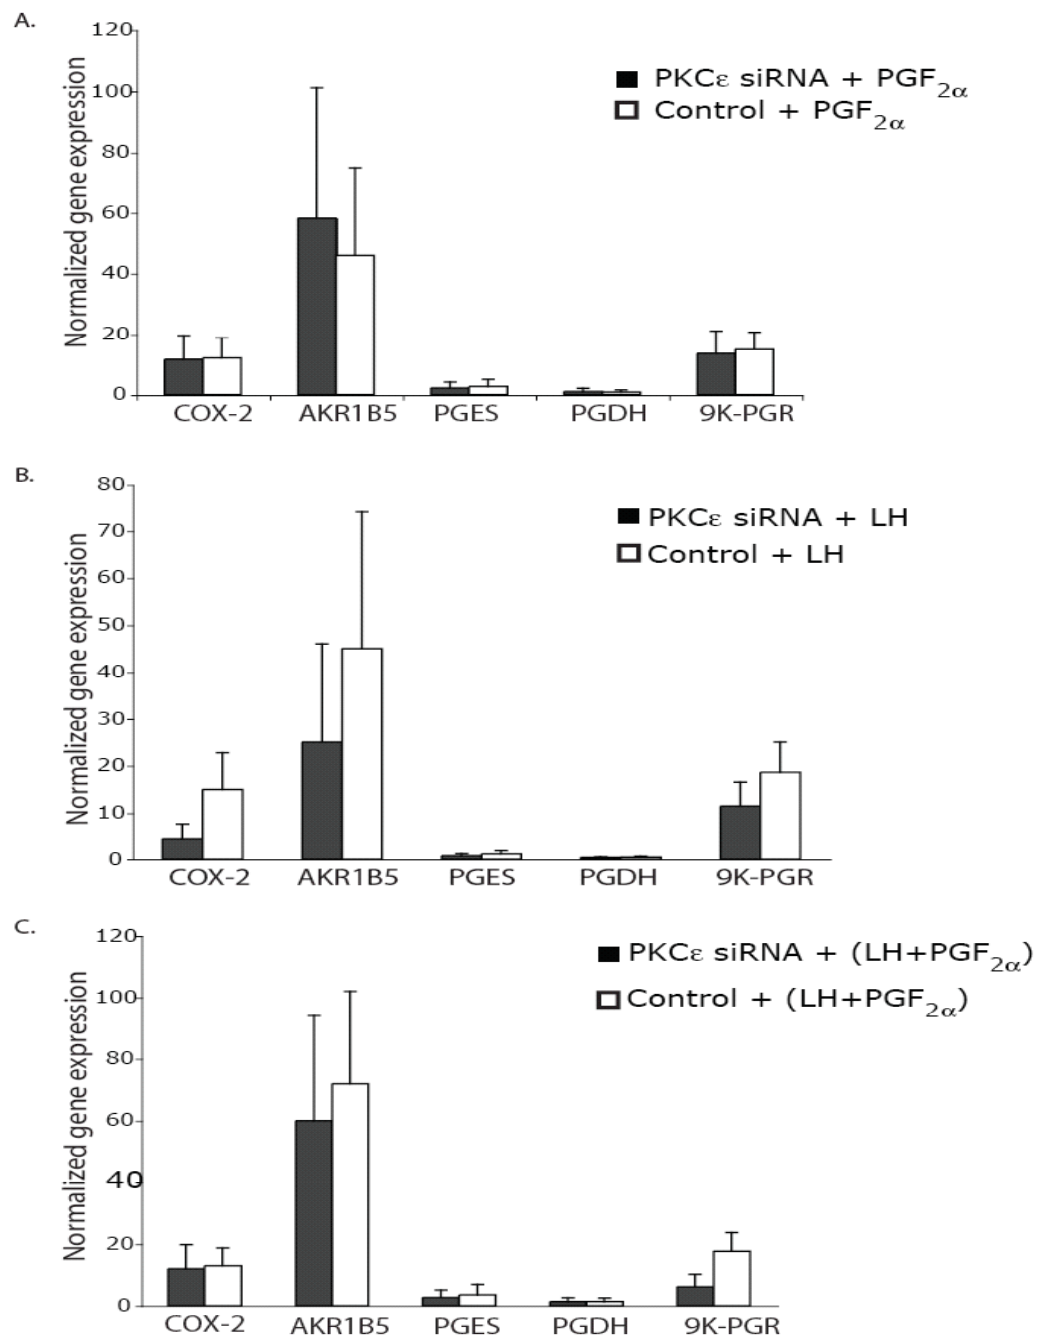 A.
120
100
80
60
40
20
0
Normalized gene expression
PKCε siRNA + PGF2α
Control + PGF2α
COX-2 AKR1B5 PGES PGDH 9K-PGR
B.
80
70
60
50
40
30
20
10
0
Normalized gene expression
PKCε siRNA + LH
Control + LH
COX-2 AKR1B5 PGES PGDH 9K-PGR
C.
120
100
80
60
40
20
0
Normalized gene expression
PKCε siRNA + (LH+PGF2α)
Control + (LH+PGF2α)
COX-2 AKR1B5 PGES PGDH 9K-PGR